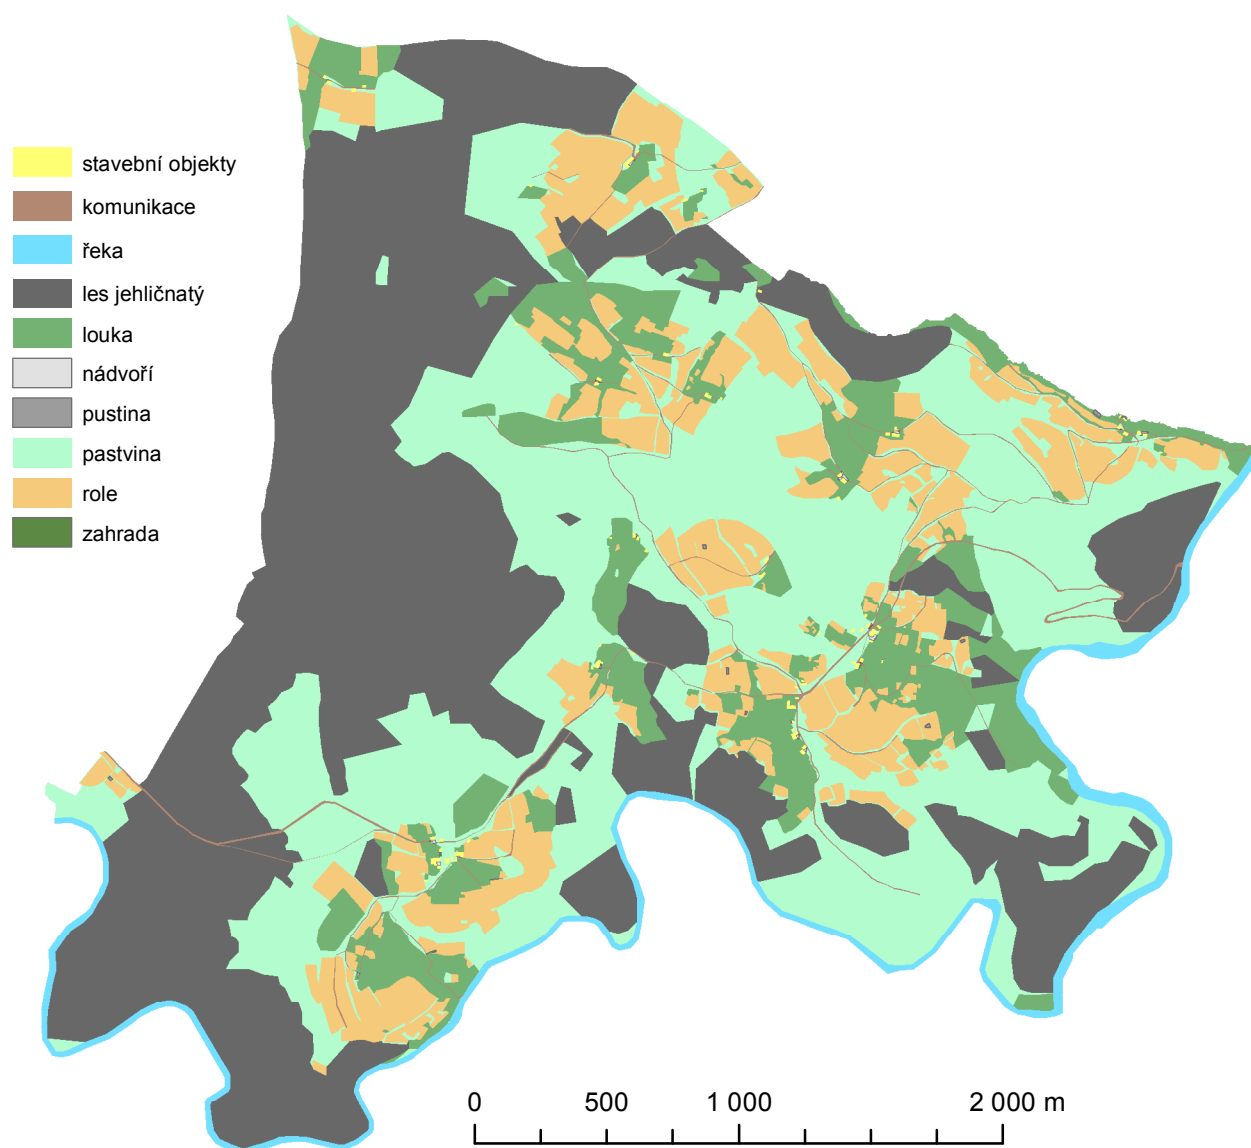 stavební objekty
komunikace
řeka
les jehličnatý
louka
nádvoří
pustina
pastvina
role
zahrada
0 500 1 000 2 000 m